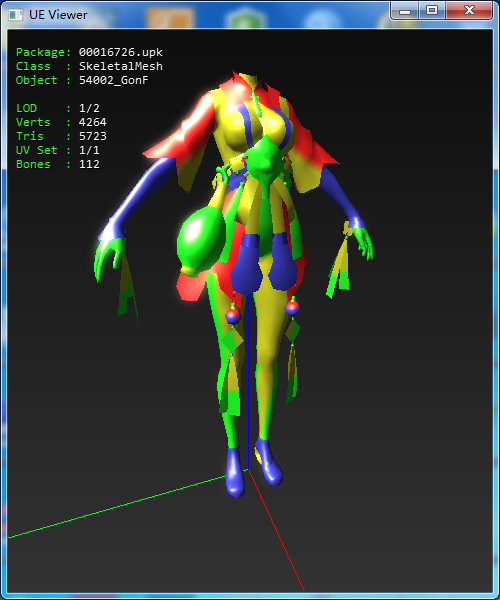 UE Viewer
Package: 00016726.upk
Class : SkeletalMesh
Object : 54002_GonF
LOD : 1/2
Verts : 4264
Tris : 5723
UV Set : 1/1
Bones : 112